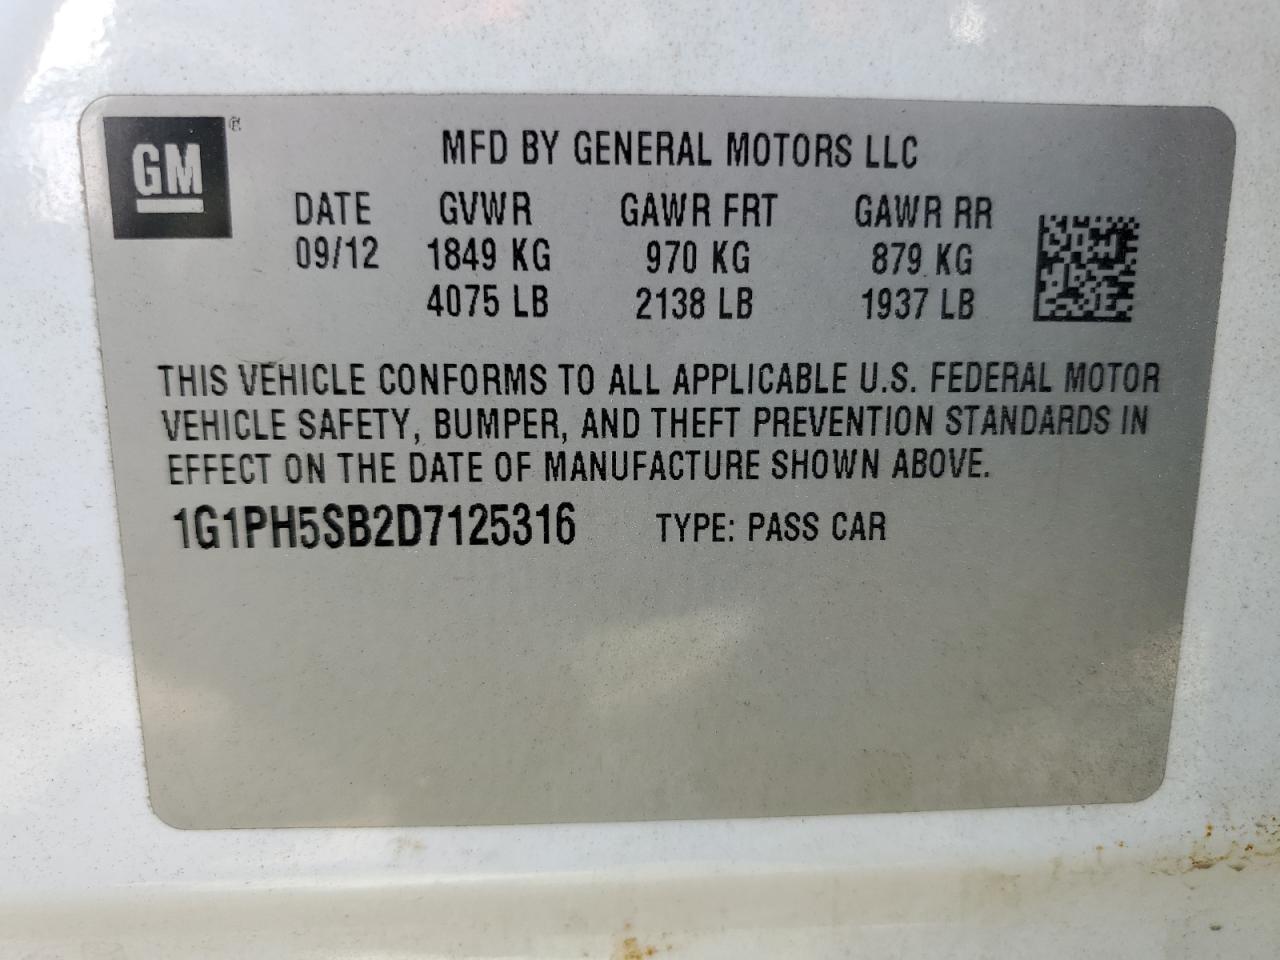 GM
MFD BY GENERAL MOTORS LLC
DATE GVWR GAWR FRT GAWR RR
09/12 1849 KG 970 KG 879 KG
4075 LB 2138 LB 1937 LB
THIS VEHICLE CONFORMS TO ALL APPLICABLE U.S. FEDERAL MOTOR
VEHICLE SAFETY, BUMPER, AND THEFT PREVENTION STANDARDS IN
EFFECT ON THE DATE OF MANUFACTURE SHOWN ABOVE.
1G1PH5SB2D7125316 TYPE: PASS CAR